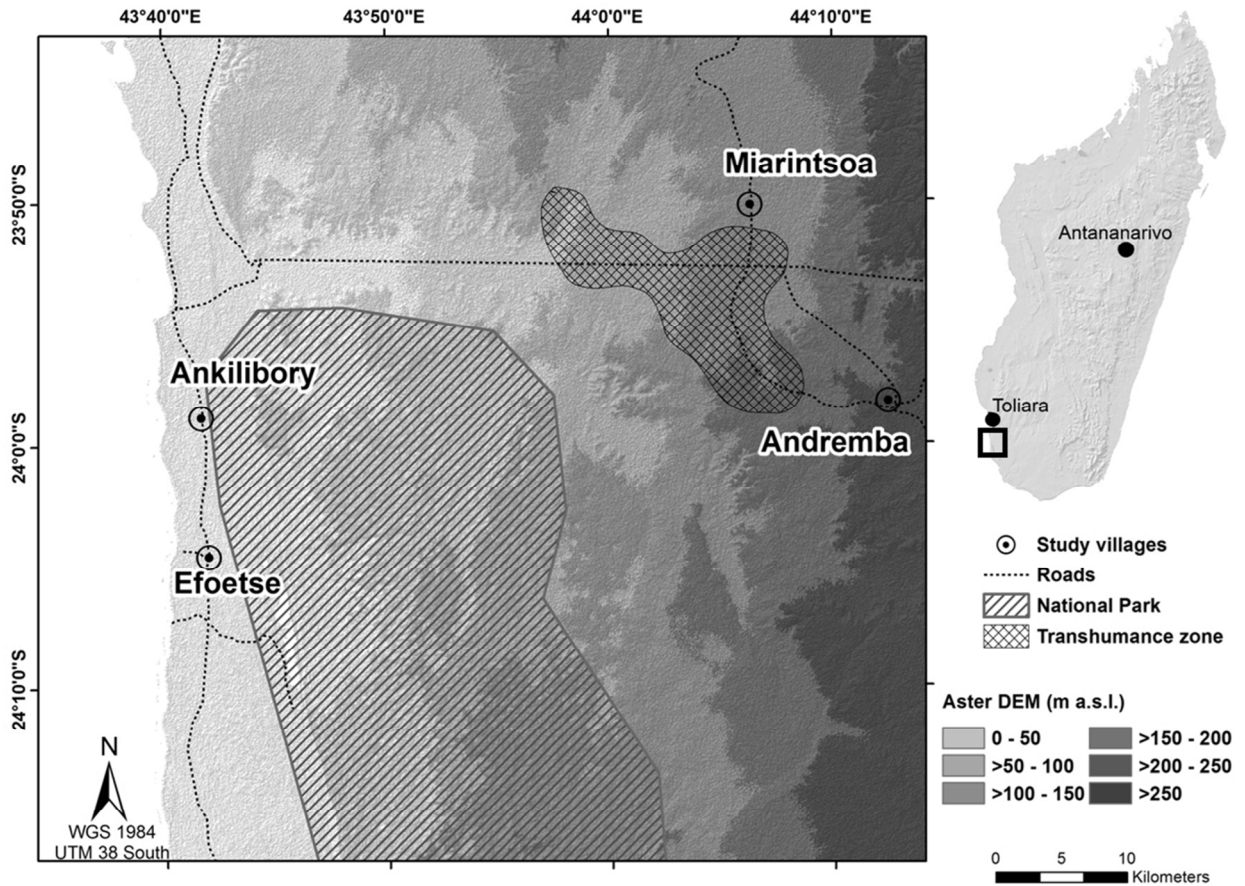 43°40'0"E
43°50'0"E
44°0'0"E
44°10'0"E
23°50'0"S
24°0'0"S
24°10'0"S
Miarintsoa
Ankilibory
Andremba
Efoetse
N
WGS 1984
UTM 38 South
Antananarivo
Toliara
Study villages
Roads
National Park
Transhumance zone
Aster DEM (m a.s.l.)
0 - 50
>50 - 100
>100 - 150
>150 - 200
>200 - 250
>250
0 5 10
Kilometers